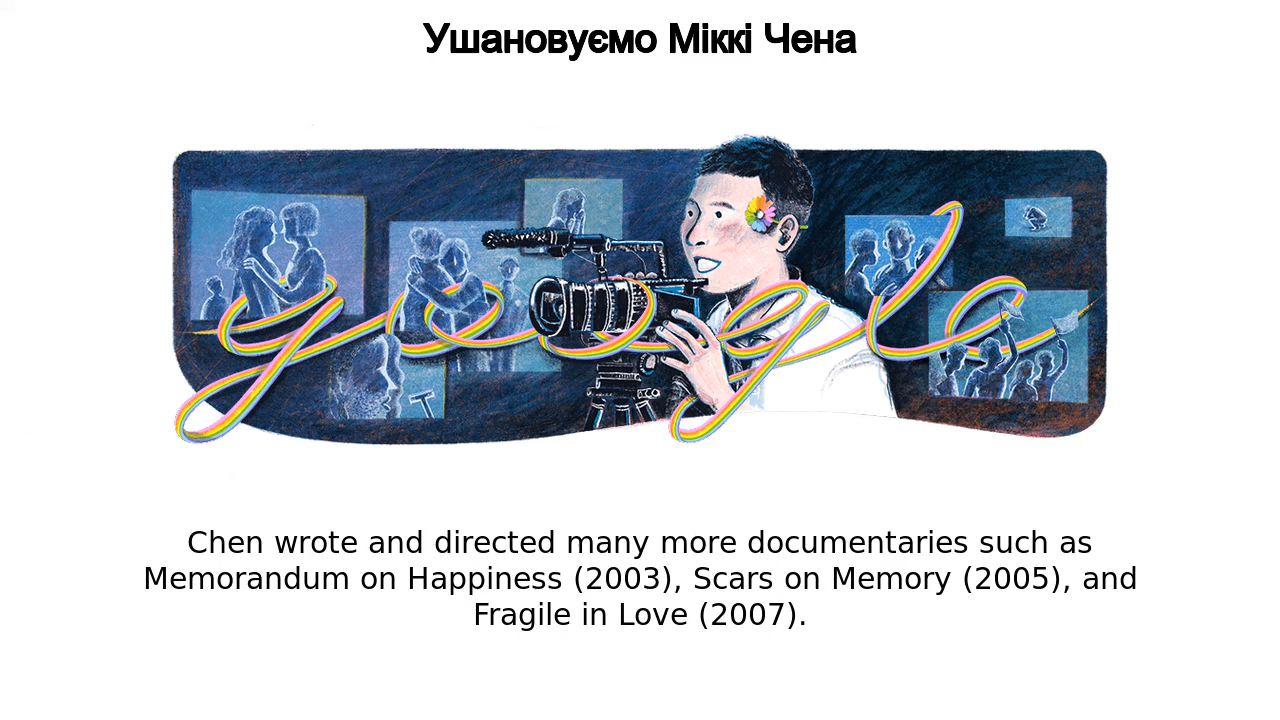 Ушановуємо Міккі Чена
google
Chen wrote and directed many more documentaries such as
Memorandum on Happiness (2003), Scars on Memory (2005), and
Fragile in Love (2007).